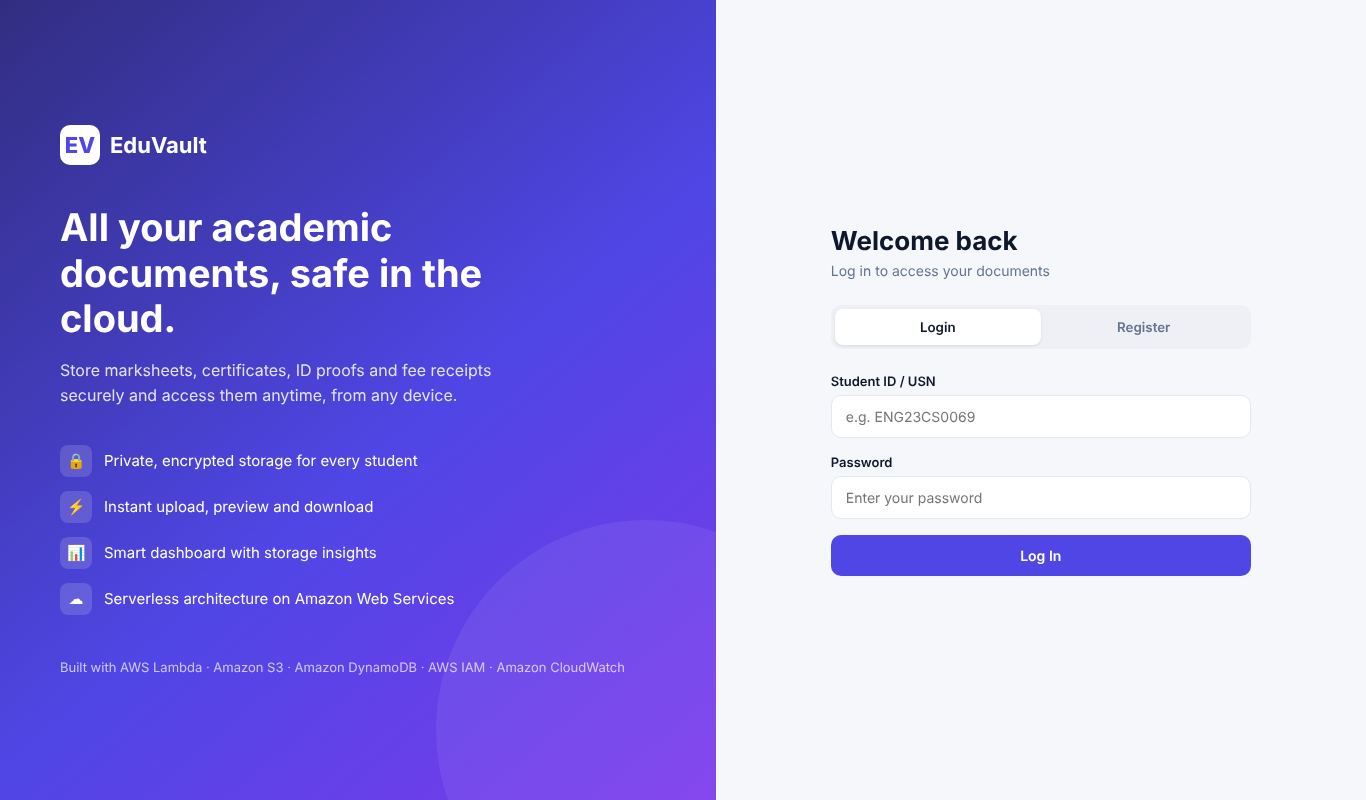 EV EduVault
All your academic
documents, safe in the
cloud.
Store marksheets, certificates, ID proofs and fee receipts
securely and access them anytime, from any device.
Private, encrypted storage for every student
Instant upload, preview and download
Smart dashboard with storage insights
Serverless architecture on Amazon Web Services
Built with AWS Lambda · Amazon S3 · Amazon DynamoDB · AWS IAM · Amazon CloudWatch
Welcome back
Log in to access your documents
Login Register
Student ID / USN
e.g. ENG23CS0069
Password
Enter your password
Log In